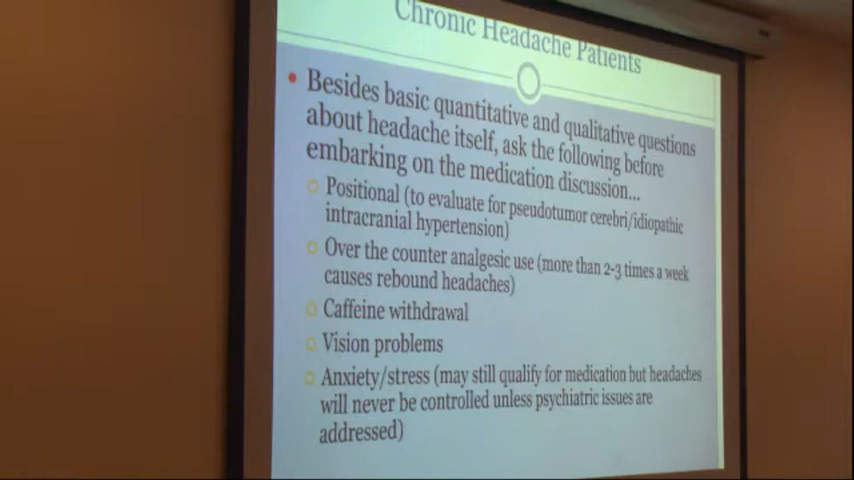 Chronic Headache Patients
Besides basic quantitative and qualitative questions
about headache itself, ask the following before
embarking on the medication discussion...
Positional (to evaluate for pseudotumor cerebri/idiopathic
intracranial hypertension)
Over the counter analgesic use (more than 2-3 times a week
causes rebound headaches)
Caffeine withdrawal
Vision problems
Anxiety/stress (may still qualify for medication but headaches
will never be controlled unless psychiatric issues are
addressed)